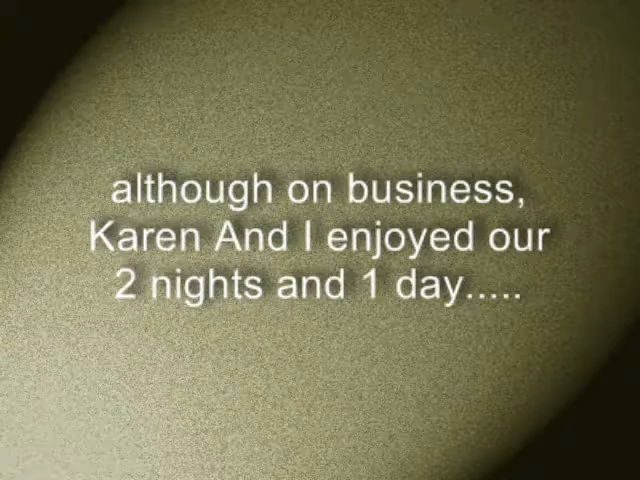 although on business,
Karen And I enjoyed our
2 nights and 1 day.....